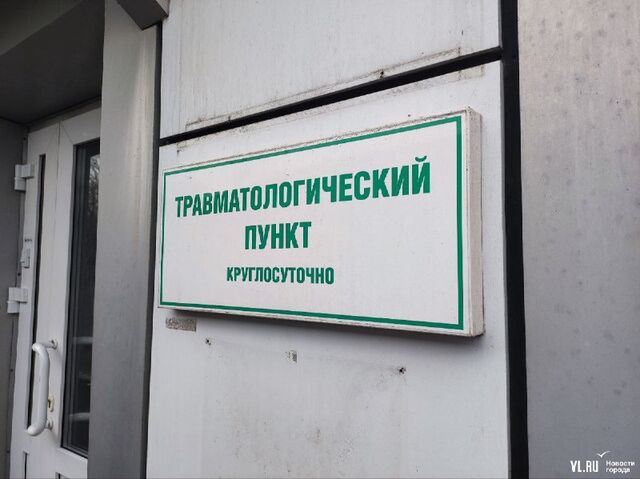 ТРАВМАТОЛОГИЧЕСКИЙ
ПУНКТ
КРУГЛОСУТОЧНО
VL.RU Новости
города